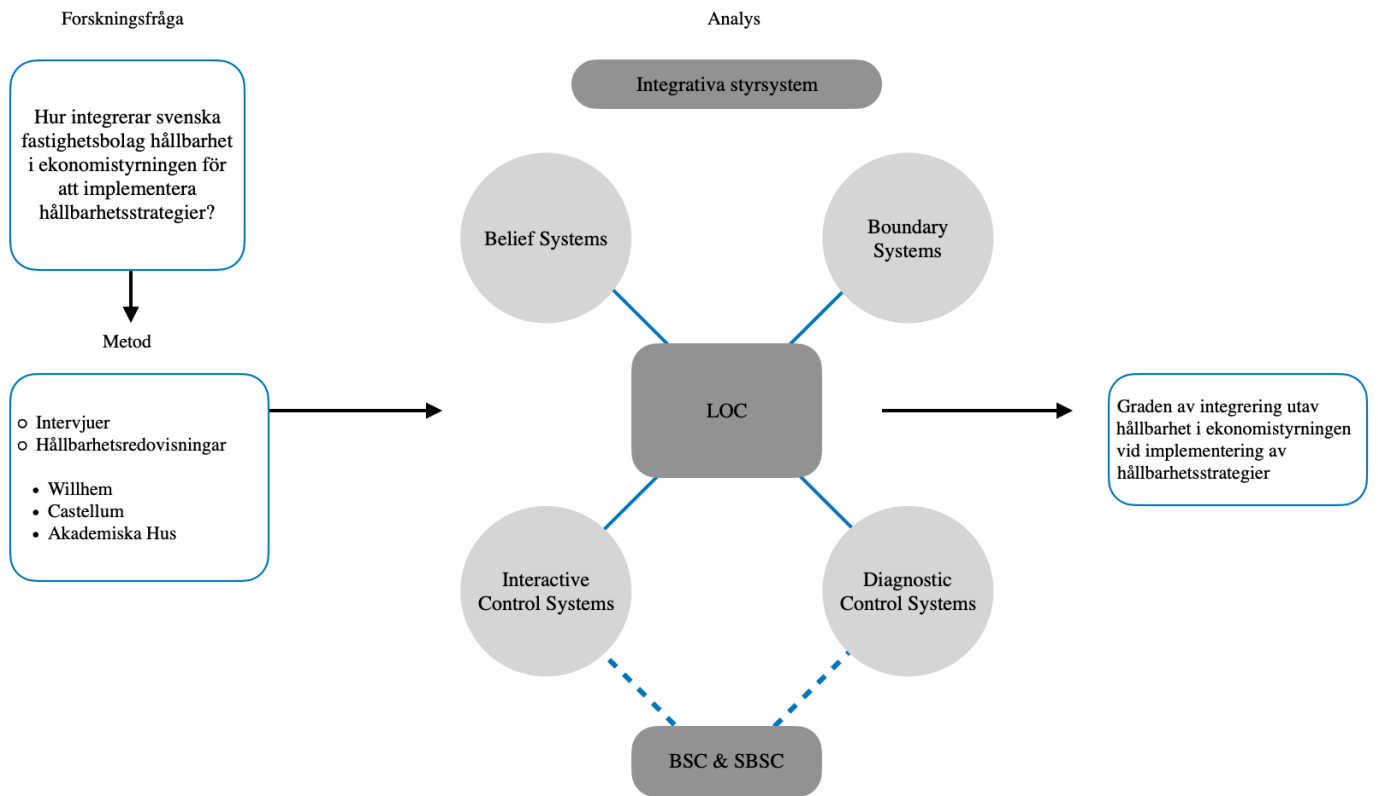 Forskningsfråga
Hur integrerar svenska
fastighetsbolag hållbarhet
i ekonomistyrningen för
att implementera
hållbarhetsstrategier?
Metod
Intervjuer
Hållbarhetsredovisningar
Willhem
Castellum
Akademiska Hus
Analys
Integrativa styrsystem
Belief Systems
Boundary
Systems
LOC
Interactive
Control Systems
Diagnostic
Control Systems
BSC & SBSC
Graden av integrering utav
hållbarhet i ekonomistyrningen
vid implementering av
hållbarhetsstrategier